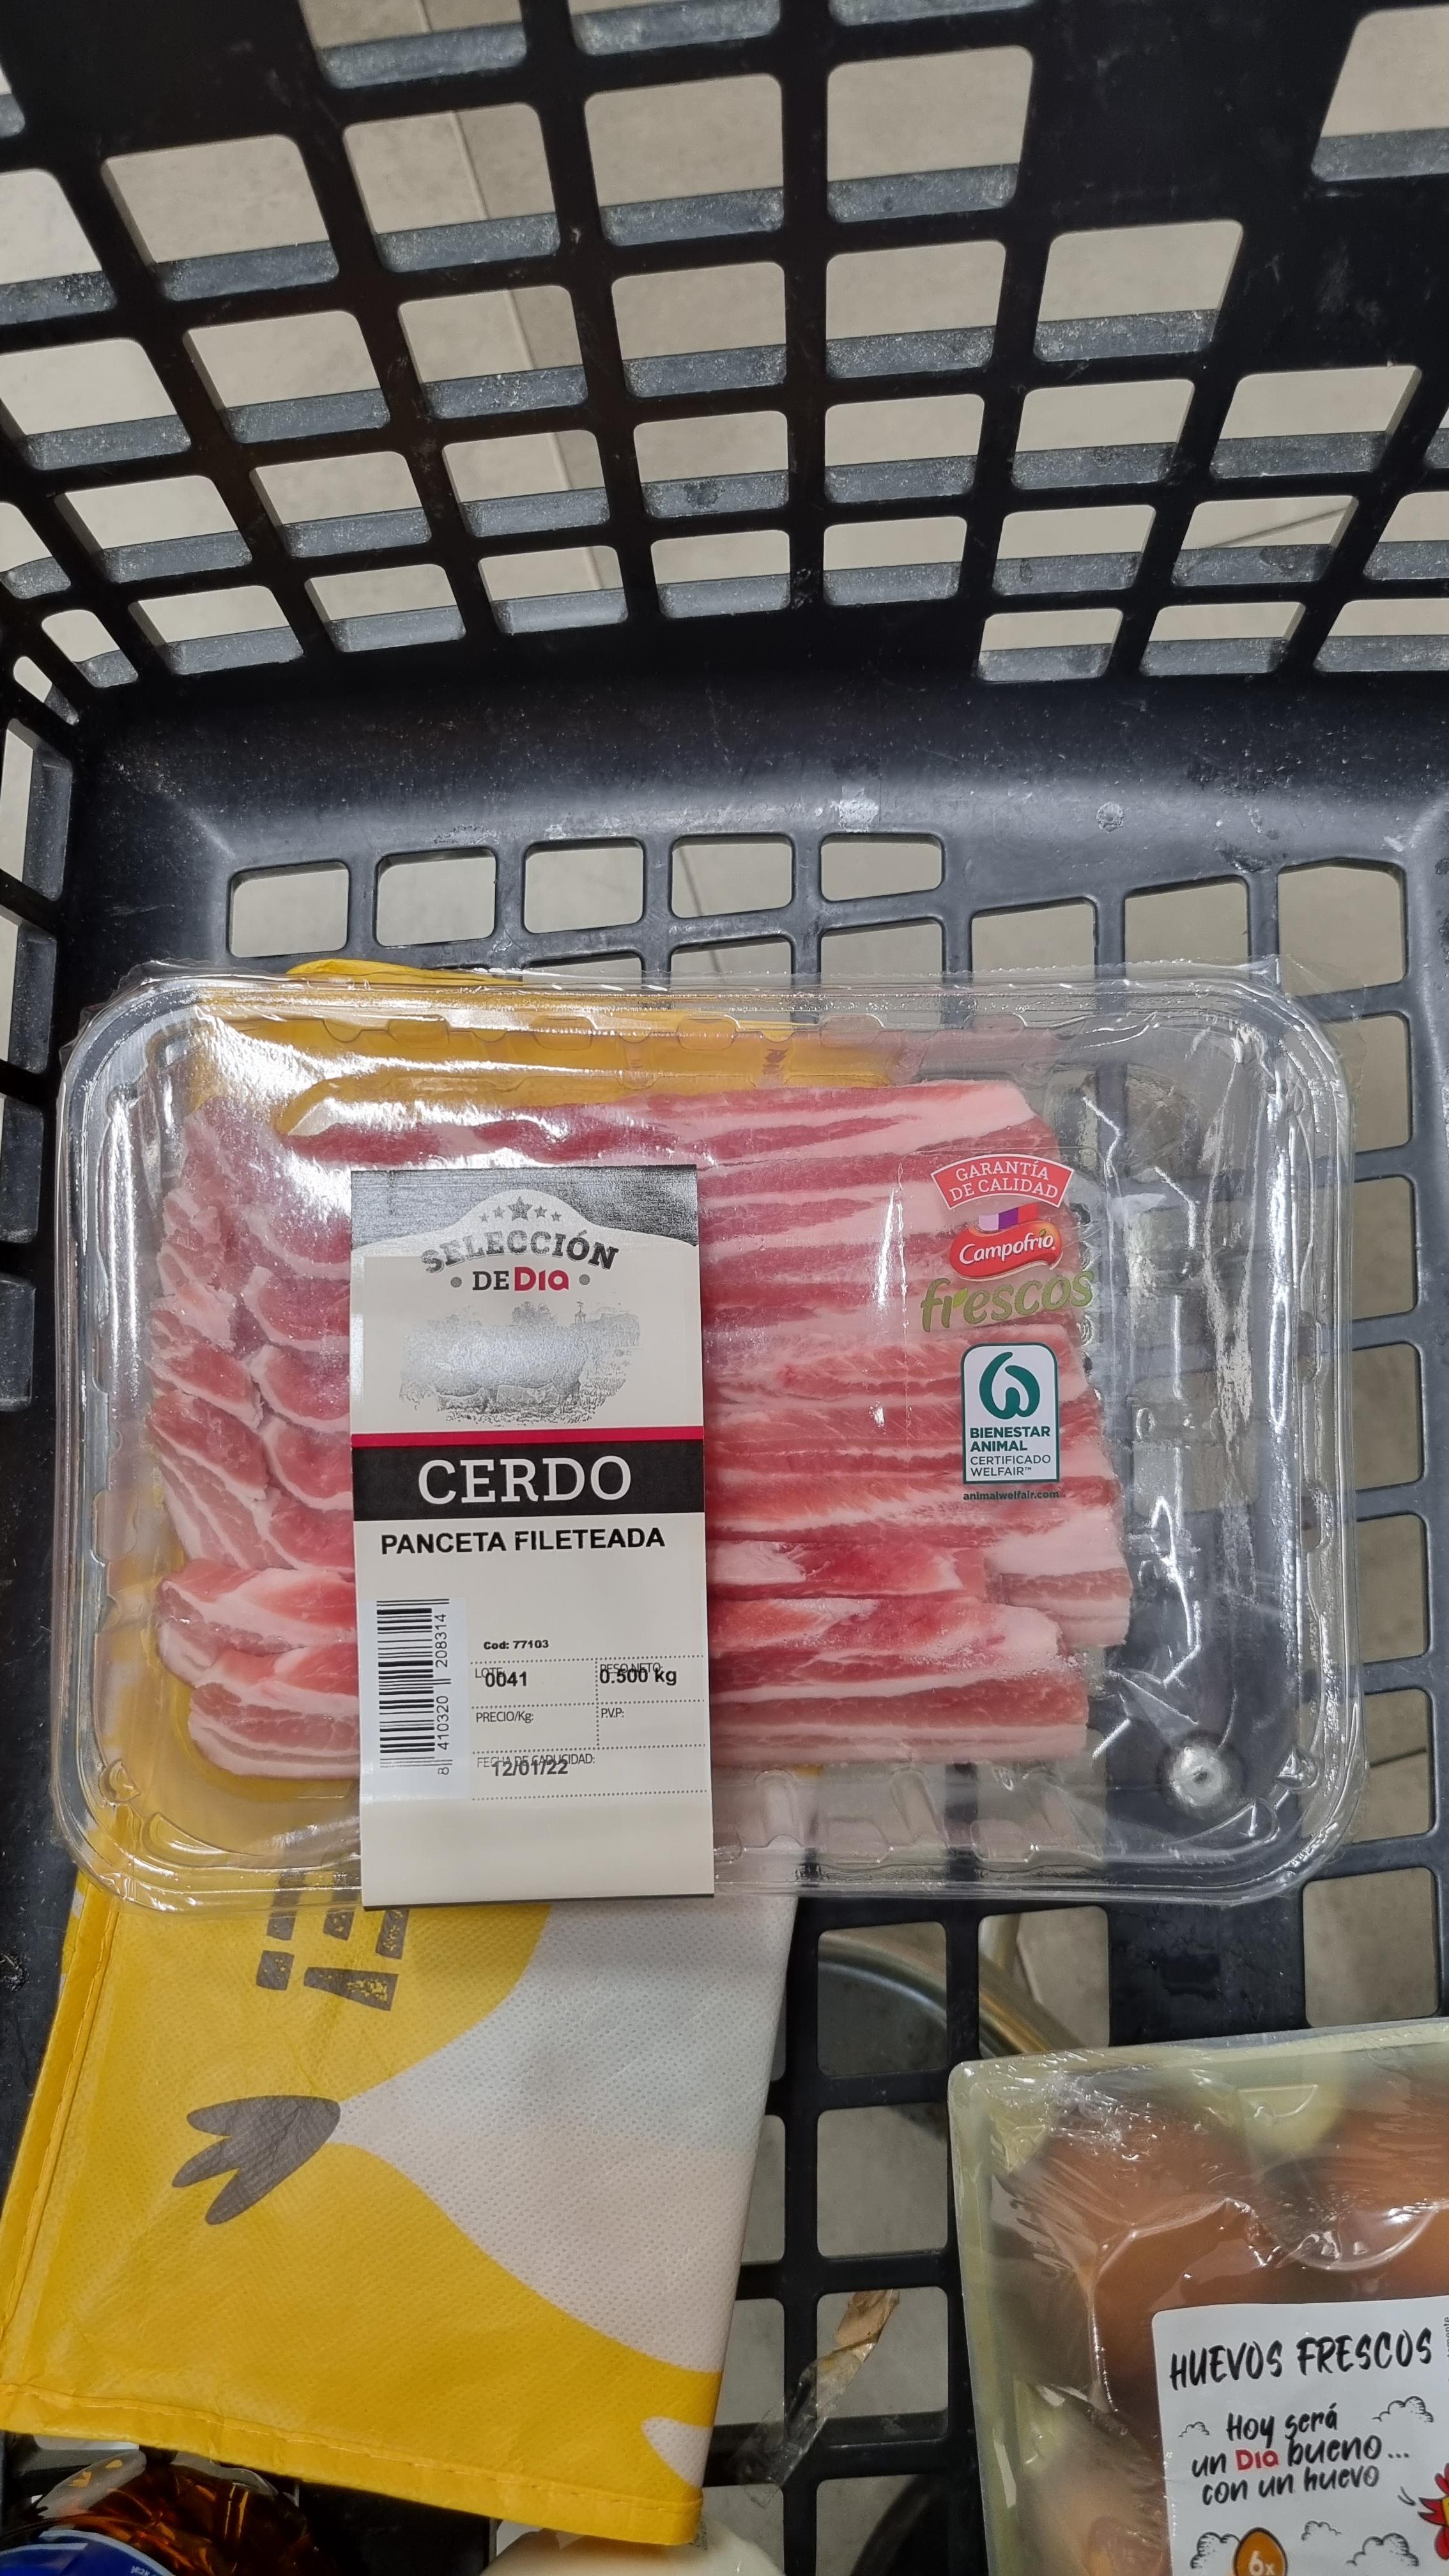 SELECCIÓN
DE Dia
CERDO
PANCETA FILETEADA
Cod: 77103
LOTE:
0041
PESO NETO:
0.500 kg
PRECIO/Kg:
P.V.P:
FECHA DE CADUCIDAD:
12/01/22
8 410320 208314
GARANTÍA
DE CALIDAD
Campofrío
frescos
BIENESTAR
ANIMAL
CERTIFICADO
WELFAIR™
animalwelfair.com
HUEVOS FRESCOS
Hoy será
un Dia bueno...
con un huevo
6x